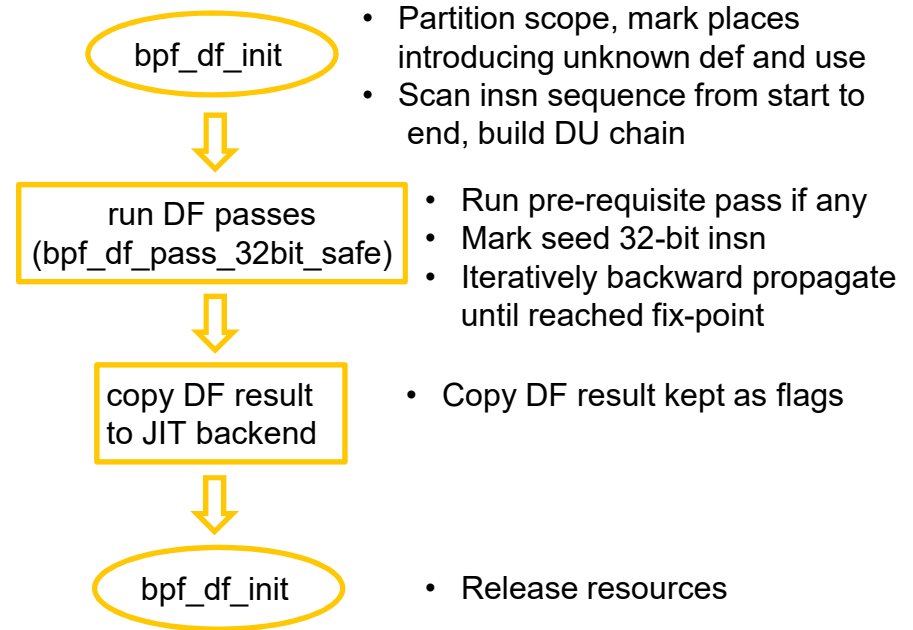 bpf_df_init
• Partition scope, mark places
introducing unknown def and use
• Scan insn sequence from start to
end, build DU chain
run DF passes
(bpf_df_pass_32bit_safe)
• Run pre-requisite pass if any
• Mark seed 32-bit insn
• Iteratively backward propagate
until reached fix-point
copy DF result
to JIT backend
• Copy DF result kept as flags
bpf_df_init
• Release resources